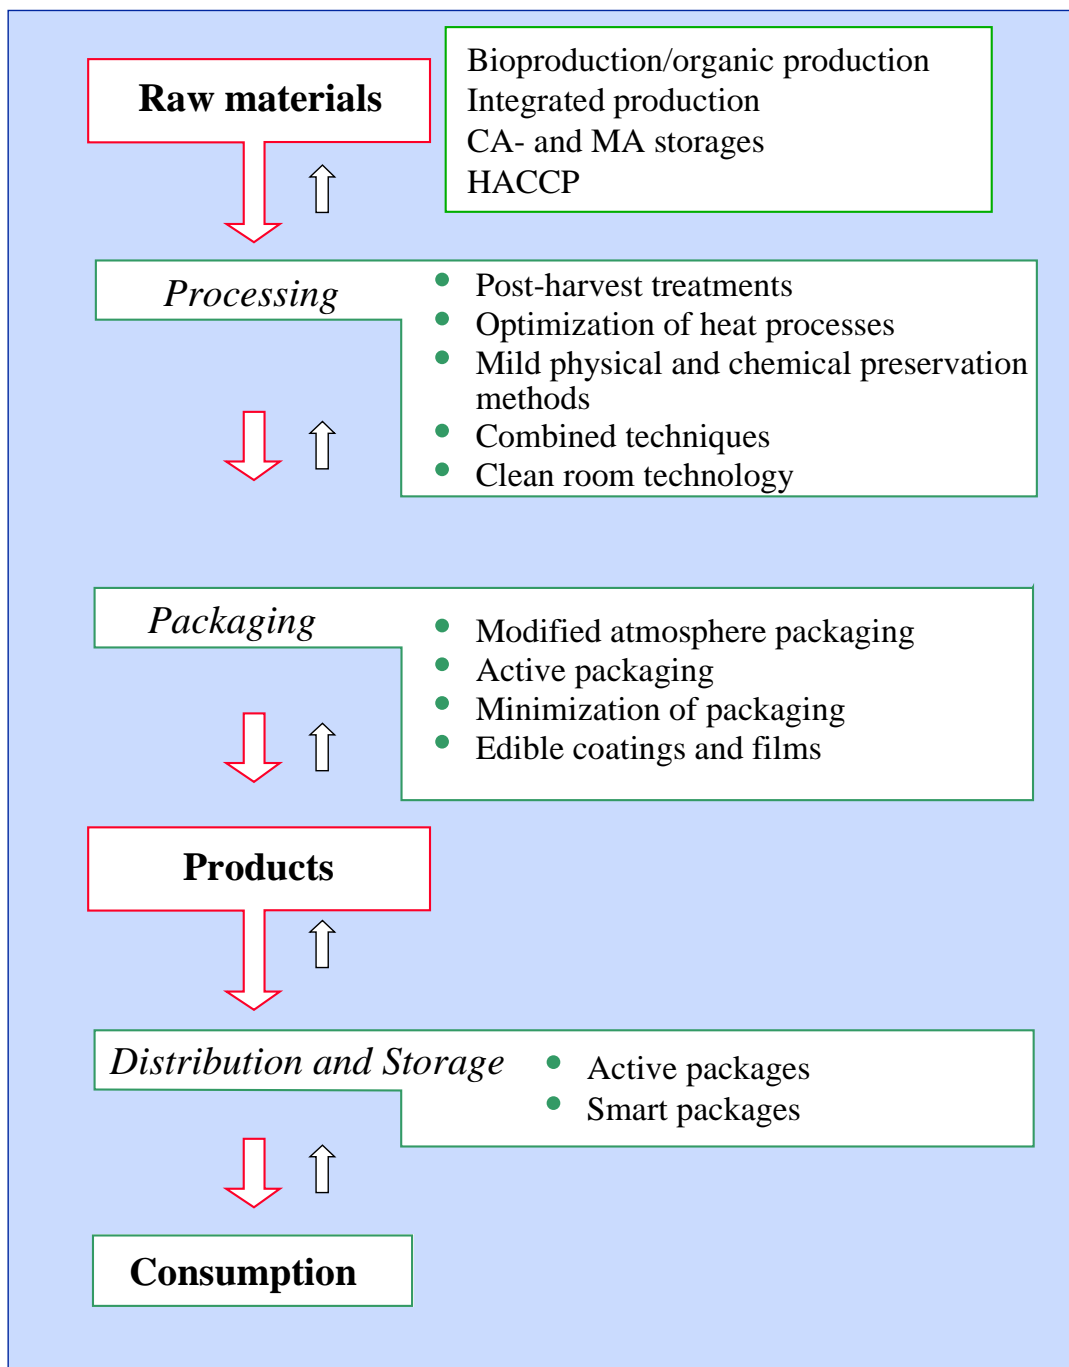 Raw materials
Bioproduction/organic production
Integrated production
CA- and MA storages
HACCP
Processing
• Post-harvest treatments
• Optimization of heat processes
• Mild physical and chemical preservation
methods
• Combined techniques
• Clean room technology
Packaging
• Modified atmosphere packaging
• Active packaging
• Minimization of packaging
• Edible coatings and films
Products
Distribution and Storage
• Active packages
• Smart packages
Consumption